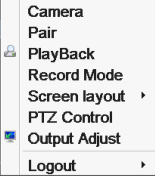 Camera
Pair
PlayBack
Record Mode
Screen layout
PTZ Control
Output Adjust
Logout